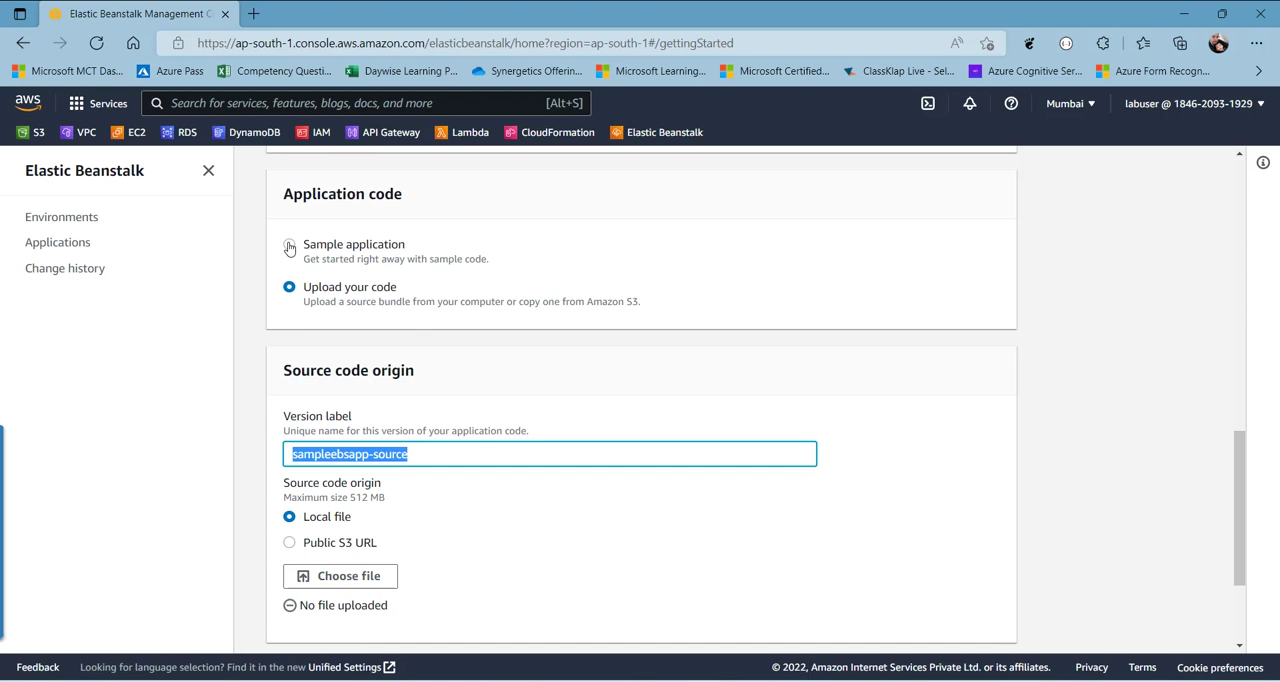 Elastic Beanstalk Management C
https://ap-south-1.console.aws.amazon.com/elasticbeanstalk/home?region=ap-south-1#/gettingStarted
Microsoft MCT Das... Azure Pass Competency Questi... Daywise Learning P... Synergetics Offerin... Microsoft Learning... Microsoft Certified... ClassKlap Live - Sel... Azure Cognitive Ser... Azure Form Recogn...
aws Services Search for services, features, blogs, docs, and more [Alt+S] Mumbai labuser @ 1846-2093-1929
S3 VPC EC2 RDS DynamoDB IAM API Gateway Lambda CloudFormation Elastic Beanstalk
Elastic Beanstalk
Environments
Applications
Change history
Application code
Sample application
Get started right away with sample code.
Upload your code
Upload a source bundle from your computer or copy one from Amazon S3.
Source code origin
Version label
Unique name for this version of your application code.
sampleebsapp-source
Source code origin
Maximum size 512 MB
Local file
Public S3 URL
Choose file
No file uploaded
Feedback Looking for language selection? Find it in the new Unified Settings © 2022, Amazon Internet Services Private Ltd. or its affiliates. Privacy Terms Cookie preferences